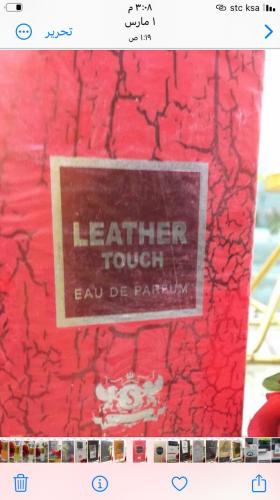 ٣:٠٨ م
stc ksa
تحرير
١ مارس
١:١٩ ص
LEATHER
TOUCH
EAU DE PARFUM
S